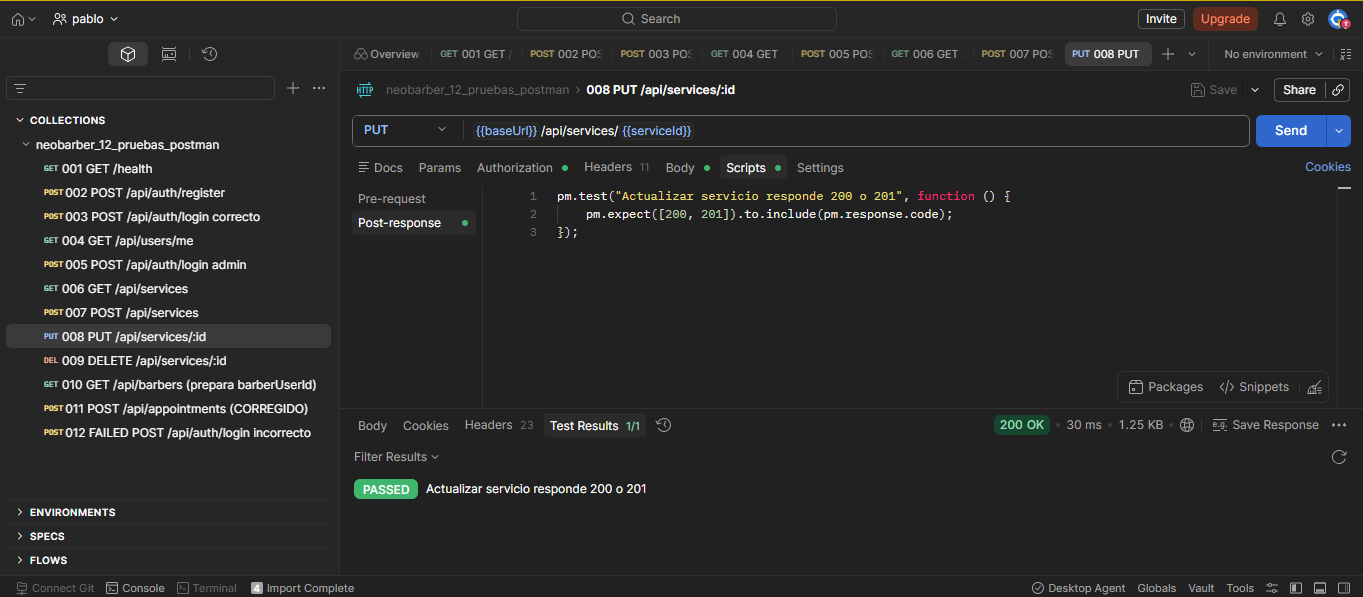 pablo
Search
Invite
Upgrade
Overview
GET 001 GET /
POST 002 POS
POST 003 POS
GET 004 GET
POST 005 POS
GET 006 GET
POST 007 POS
PUT 008 PUT
No environment
HTTP neobarber_12_pruebas_postman > 008 PUT /api/services/:id
Save
Share
COLLECTIONS
neobarber_12_pruebas_postman
GET 001 GET /health
POST 002 POST /api/auth/register
POST 003 POST /api/auth/login correcto
GET 004 GET /api/users/me
POST 005 POST /api/auth/login admin
GET 006 GET /api/services
POST 007 POST /api/services
PUT 008 PUT /api/services/:id
DEL 009 DELETE /api/services/:id
GET 010 GET /api/barbers (prepara barberUserId)
POST 011 POST /api/appointments (CORREGIDO)
POST 012 FAILED POST /api/auth/login incorrecto
ENVIRONMENTS
SPECS
FLOWS
PUT
{{baseUrl}} /api/services/ {{serviceId}}
Send
Docs
Params
Authorization
Headers 11
Body
Scripts
Settings
Cookies
Pre-request
Post-response
1 pm.test("Actualizar servicio responde 200 o 201", function () {
2 pm.expect([200, 201]).to.include(pm.response.code);
3 });
Packages
</> Snippets
Body
Cookies
Headers 23
Test Results 1/1
200 OK
30 ms
1.25 KB
e.g. Save Response
Filter Results
PASSED Actualizar servicio responde 200 o 201
Connect Git
Console
Terminal
4 Import Complete
Desktop Agent
Globals
Vault
Tools